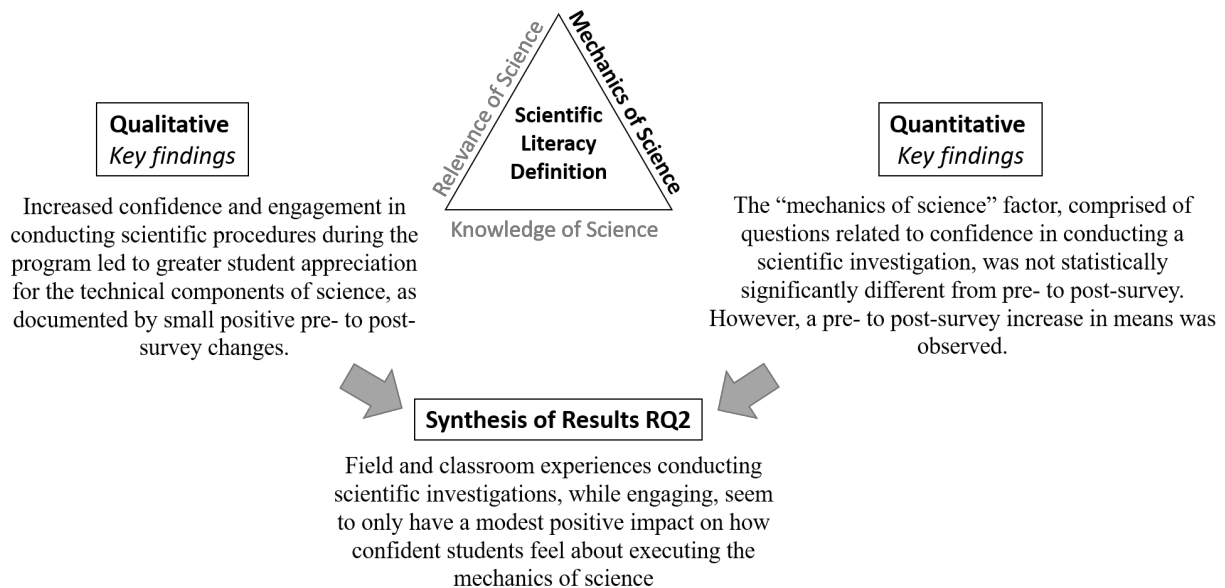 Relevance of Science
Mechanics of Science
Scientific
Literacy
Definition
Knowledge of Science
Qualitative
Key findings
Increased confidence and engagement in
conducting scientific procedures during the
program led to greater student appreciation
for the technical components of science, as
documented by small positive pre- to post-
survey changes.
Quantitative
Key findings
The “mechanics of science” factor, comprised of
questions related to confidence in conducting a
scientific investigation, was not statistically
significantly different from pre- to post-survey.
However, a pre- to post-survey increase in means was
observed.
Synthesis of Results RQ2
Field and classroom experiences conducting
scientific investigations, while engaging, seem
to only have a modest positive impact on how
confident students feel about executing the
mechanics of science